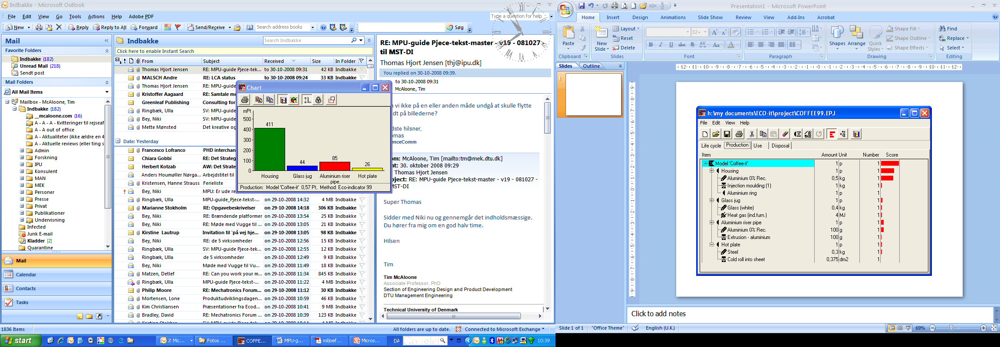 Indbakke - Microsoft Outlook
File Edit View Go Tools Actions Help Adobe PDF
Type a question for help
New Reply Reply to All Forward Send/Receive Search address books Søg
Mail
Favorite Folders
Indbakke (182)
Unread Mail (218)
Sendt post
Mail Folders
All Mail Items
Mailbox - McAloone, Tim
Indbakke (182)
__mcaloone.com (16)
A - A - A - Kvitteringer til rejseaf
A - A out of office
A - Aktualiteter (ikke ældre en 4
A - Aktuelle reviews (eller ting s
Admin
Forskning
IPU
Konsulent
MAN
MEK
Personer
Presse
Privat
Publikationer
Undervisning
Infected
Junk E-mail
Kladder [2]
Quarantine
Mail
Calendar
Contacts
Tasks
1836 Items
Indbakke
Search Indbakke
Click here to enable Instant Search
From Subject Received Size In Folder
Thomas Hjort Jensen RE: MPU-guide Pjece-tek... to 30-10-2008 09:31 42 KB Indbakke
MALSCH Andre RE: LCA status to 30-10-2008 09:24 33 KB Indbakke
Thomas Hjort Jensen RE: MPU-gu
Kristoffer Aagaard RE: Samtale me
Greenleaf Publishing Consulting for
Ringbæk, Ulla SV: MPU-guide
Bey, Niki SV: MPU-guide
Mette Mønsted Det kreative og
Date: Yesterday
Francesco Lofranco PHD interchan
Chiara Gobbi RE: Det Strateg
Herbert Kotzab AW: Det Strate
Anders Houmøller Nørga... Arbejdstitel til
Kristensen, Hanne Strauss Ferieliste
Bey, Niki MPU: Er ude re
Ringbæk, Ulla MPU-guide_Pjece-tekst-... on 29-10-2008 14:32 4 MB Indbakke
Marianne Stokholm RE: Opgavebeskrivelser on 29-10-2008 14:18 306 KB Indbakke
Bey, Niki RE: Brændende platformer on 29-10-2008 13:54 25 KB Indbakke
Bey, Niki RE: Møde med Vugge til ... on 29-10-2008 13:05 21 KB Indbakke
Kirstine Lautrup Invitation til 'på vej hje... on 29-10-2008 13:05 98 KB Indbakke
Bey, Niki RE: de 5 virksomheder on 29-10-2008 12:56 15 KB Indbakke
Ringbæk, Ulla SV: MPU-guide Pjece-tek... on 29-10-2008 12:55 12 KB Indbakke
Ringbæk, Ulla de 5 virksomheder on 29-10-2008 12:49 9 KB Indbakke
Bey, Niki Møde med Vugge til Vu... on 29-10-2008 11:49 18 KB Indbakke
Matzen, Detlef RE: Can you work your m... on 29-10-2008 11:34 845 KB Indbakke
Ringbæk, Ulla MPU-guide_Pjece-tekst-... on 29-10-2008 11:22 4 MB Indbakke
Philip Moore RE: Mechatronics Forum... on 29-10-2008 11:12 30 KB Indbakke
Mortensen, Lone Produktudviklingsdagen... on 29-10-2008 10:59 46 KB Indbakke
Kim Christiansen Præsentationer fra Ecod... on 29-10-2008 10:41 9 MB Indbakke
Bradley, David RE: Mechatronics Forum ... on 29-10-2008 10:39 123 KB Indbakke
Chart
mPt
500
400
300
200
100
0
411
44
85
26
Housing Glass jug Aluminium riser pipe Hot plate
Production: Model 'Coffee-it' 0,57 Pt, Method: Eco-indicator 99
RE: MPU-guide Pjece-tekst-master - v19 - 081027 -
til MST-DI
Thomas Hjort Jensen [thj@ipu.dk]
You replied on 30-10-2008 09:39.
to 30-10-2008 09:31
McAloone, Tim
vi ikke på en eller anden måde undgå at skulle flytte
dt på billederne?
dste hilsner,
omas
enceComm
om: McAloone, Tim [mailto:tm@mek.dtu.dk]
nt: 30. oktober 2008 09:29
Thomas Hjort Jensen
oject: RE: MPU-guide Pjece-tekst-master - v19 - 081027 -
MST-DI
Super Thomas
Sidder med Niki nu og gennemgår det indholdsmæssige.
Du hører fra mig om en god halv time.
Hilsen
Tim
Tim McAloone
Associate Professor, PhD
Section of Engineering Design and Product Development
DTU Management Engineering
Technical University of Denmark
All folders are up to date. Connected to Microsoft Exchange
start 2 Mic... Fotos ... COFFE... MPU-g... miljoef... Micros... DA Google 10:39
Presentation1 - Microsoft PowerPoint
Home Insert Design Animations Slide Show Review View Add-Ins Acrobat
Paste
Clipboard
New Slide
Layout
Reset
Delete
Slides
32+
B I U abe S AV Aa A
Font
Paragraph
Shapes Arrange Quick Styles
Shape Fill
Shape Outline
Shape Effects
Drawing
Find
Replace
Select
Editing
Slides Outline
1
12 11 10 9 8 7 6 5 4 3 2 1 0 1 2 3 4 5 6 7 8 9 10 11 12
h:\my documents\ECO-it\project\COFFEE99.EPJ
File Edit View Help
Life cycle Production Use Disposal
Item Amount Unit Number Score
Model 'Coffee-it' 1 p 1
Housing 1 p 1
Aluminium 0% Rec. 0,5 kg 1
Injection moulding (1) 1 kg 1
Aluminium ring 1 p 1
Glass jug 1 p 1
Glass (white) 0,4 kg 1
Heat gas (ind.furn.) 4 MJ 1
Aluminium riser pipe 1 p 1
Aluminium 0% Rec. 100 g 1
Extrusion - aluminium 100 g 1
Hot plate 1 p 1
Steel 0,3 kg 1
Cold roll into sheet 0,375 dm2 1
Click to add notes
Slide 1 of 1 "Office Theme" English (U.K.) 69%